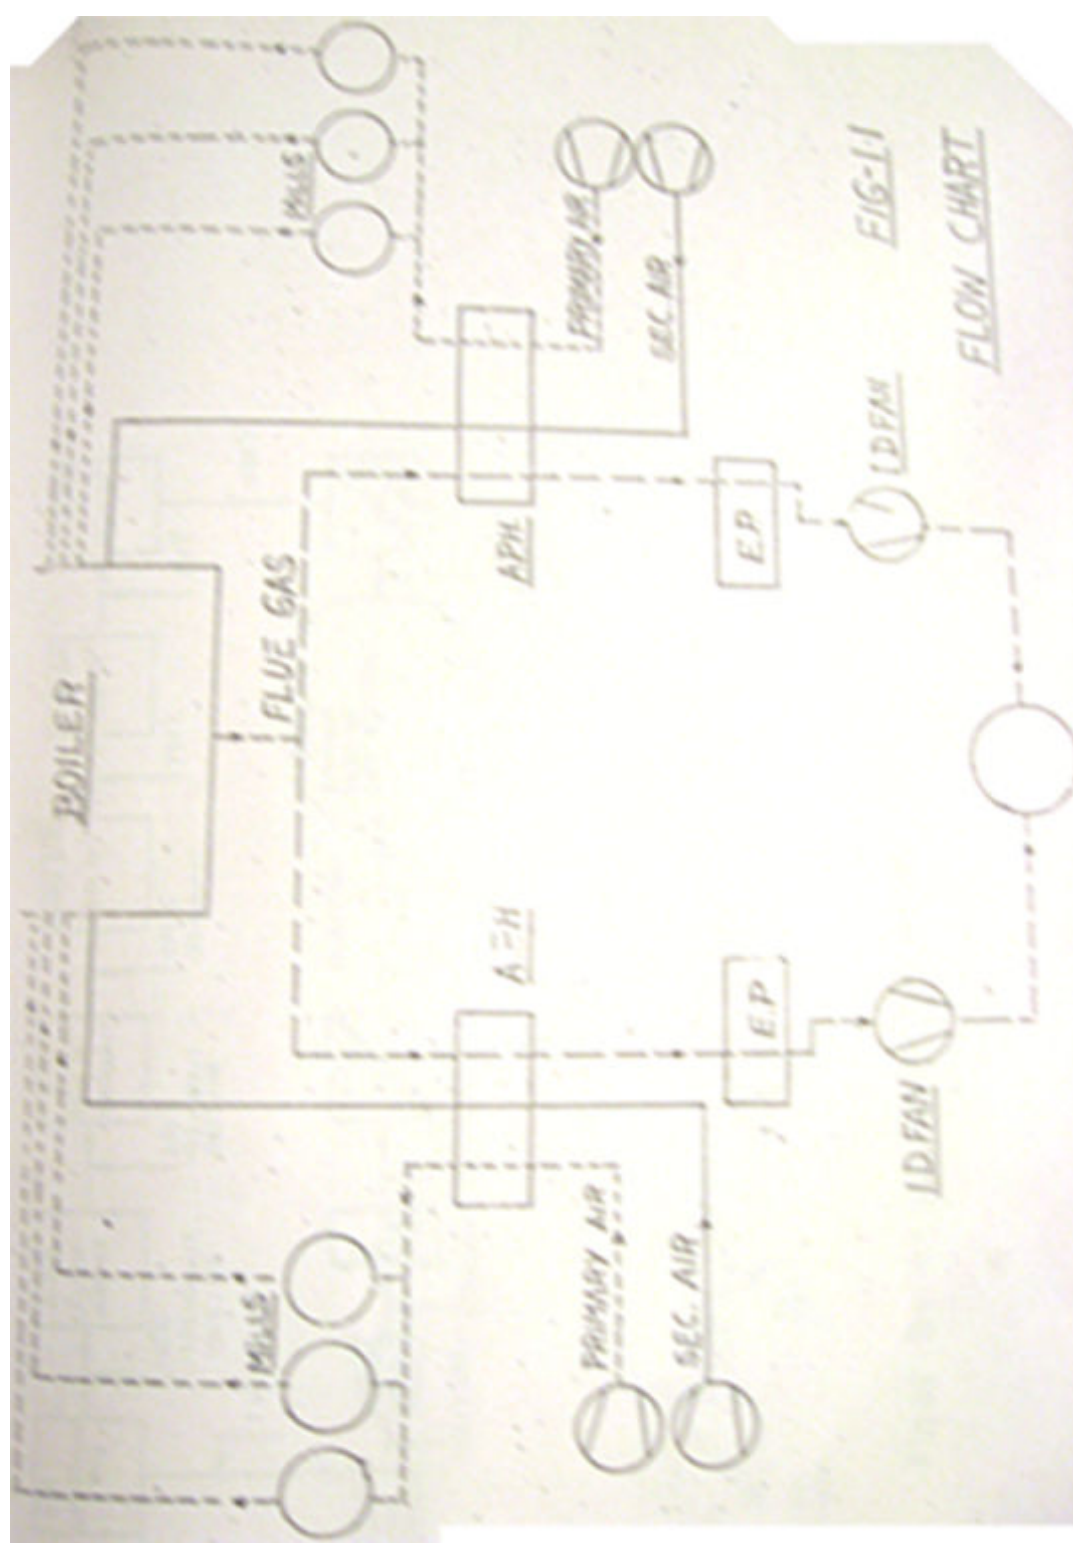 BOILER
FLUE GAS
MILLS
MILLS
APH
APH
PRIMARY AIR
SEC. AIR
PRIMARY AIR
SEC. AIR
E.P
E.P
I D FAN
I D FAN
FIG-1.1
FLOW CHART